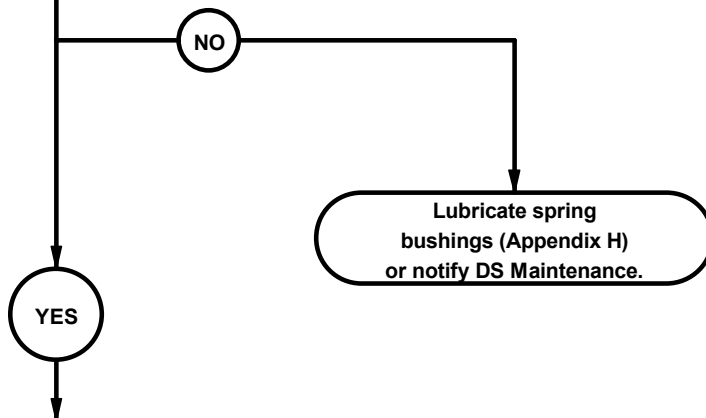 NO
Lubricate spring
bushings (Appendix H)
or notify DS Maintenance.
YES